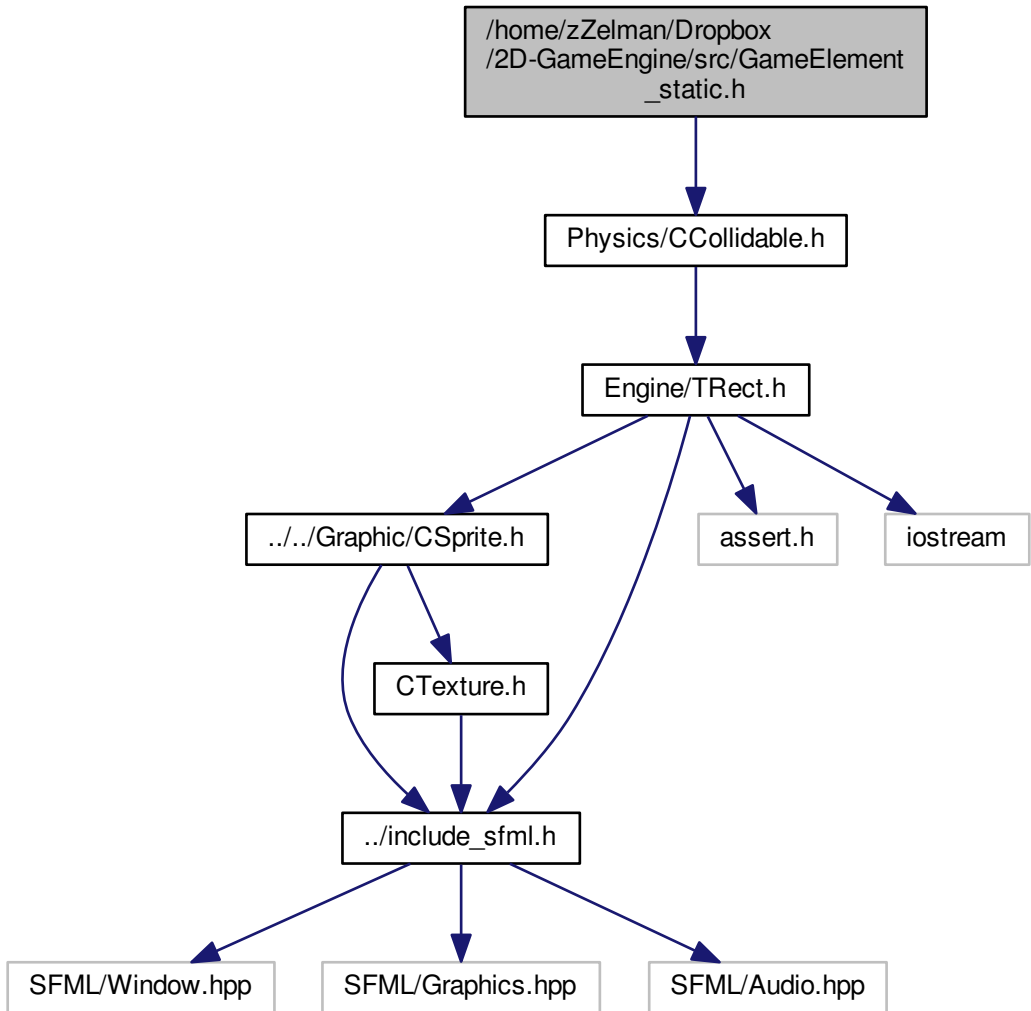 /home/zZelman/Dropbox
/2D-GameEngine/src/GameElement
_static.h
Physics/CCollidable.h
Engine/TRect.h
../../Graphic/CSprite.h
assert.h
iostream
CTexture.h
../include_sfml.h
SFML/Window.hpp
SFML/Graphics.hpp
SFML/Audio.hpp